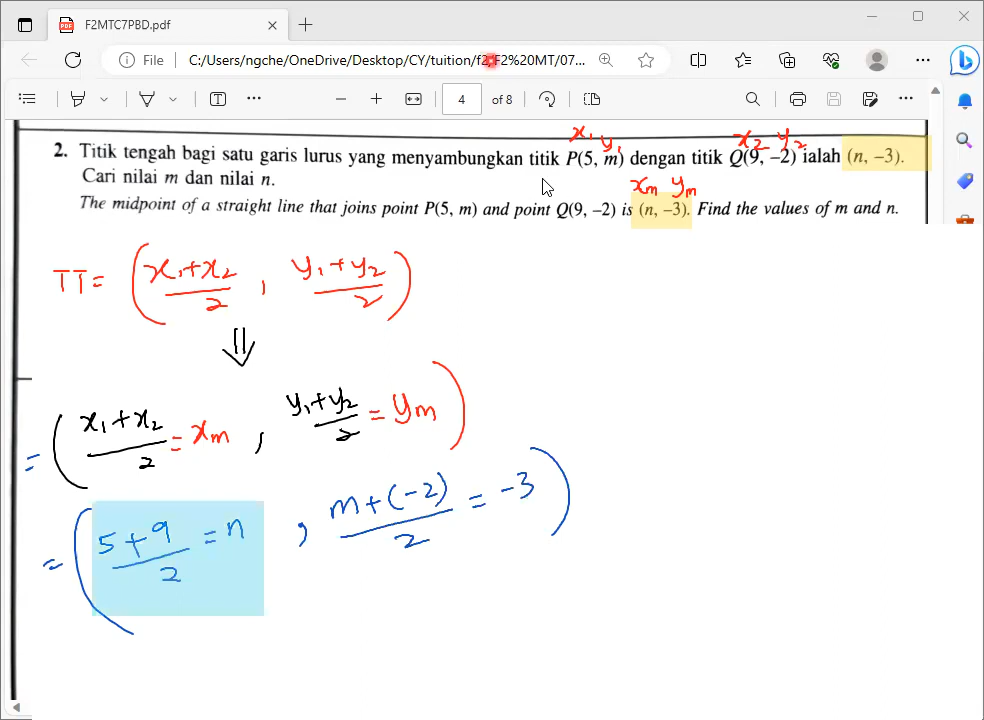 F2MTC7PBD.pdf
File C:/Users/ngche/OneDrive/Desktop/CY/tuition/f2/F2%20MT/07...
4 of 8
x₁ y₁ x₂ y₂
2. Titik tengah bagi satu garis lurus yang menyambungkan titik P(5, m) dengan titik Q(9, –2) ialah (n, –3).
Cari nilai m dan nilai n.
xm ym
The midpoint of a straight line that joins point P(5, m) and point Q(9, –2) is (n, –3). Find the values of m and n.
TT = ( x₁+x₂ / 2 , y₁+y₂ / 2 )
⇓
= ( x₁+x₂ / 2 = xm , y₁+y₂ / 2 = ym )
= ( 5+9 / 2 = n , m+(-2) / 2 = -3 )